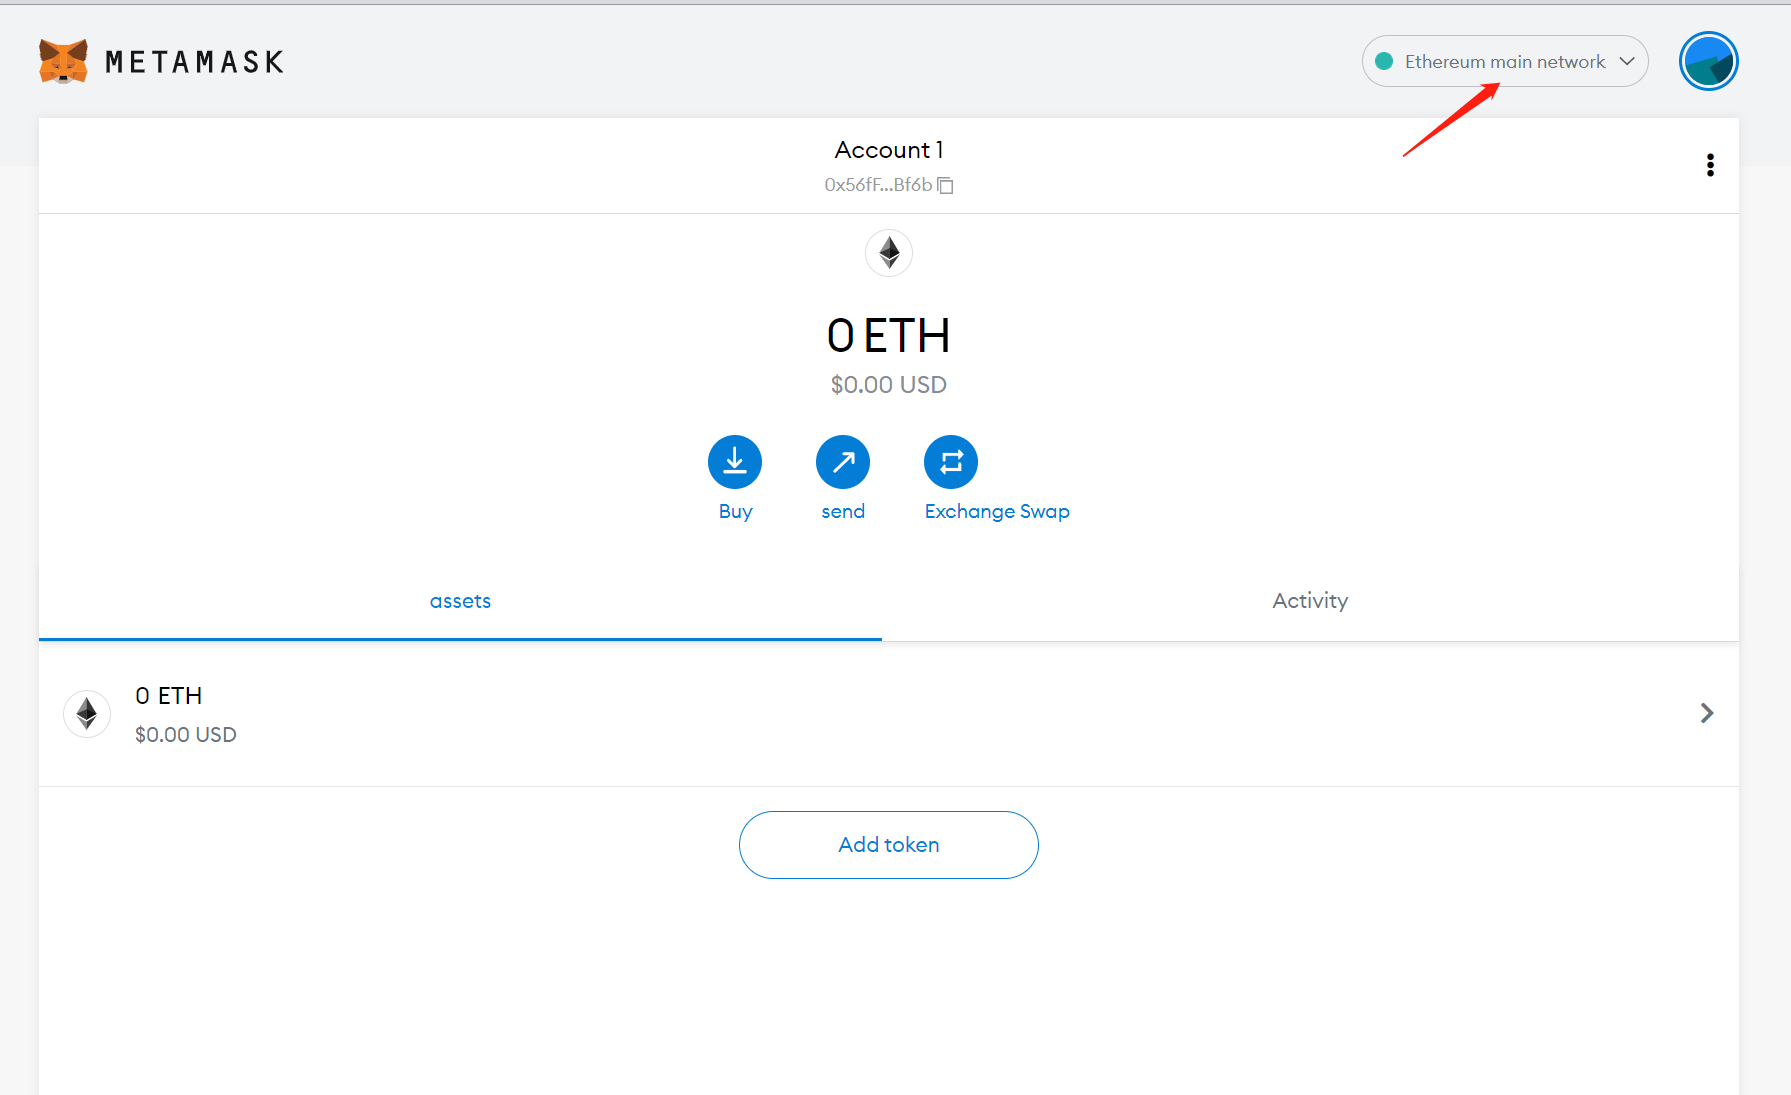 METAMASK
Ethereum main network
Account 1
0x56fF...Bf6b
0 ETH
$0.00 USD
Buy
send
Exchange Swap
assets
Activity
0 ETH
$0.00 USD
Add token